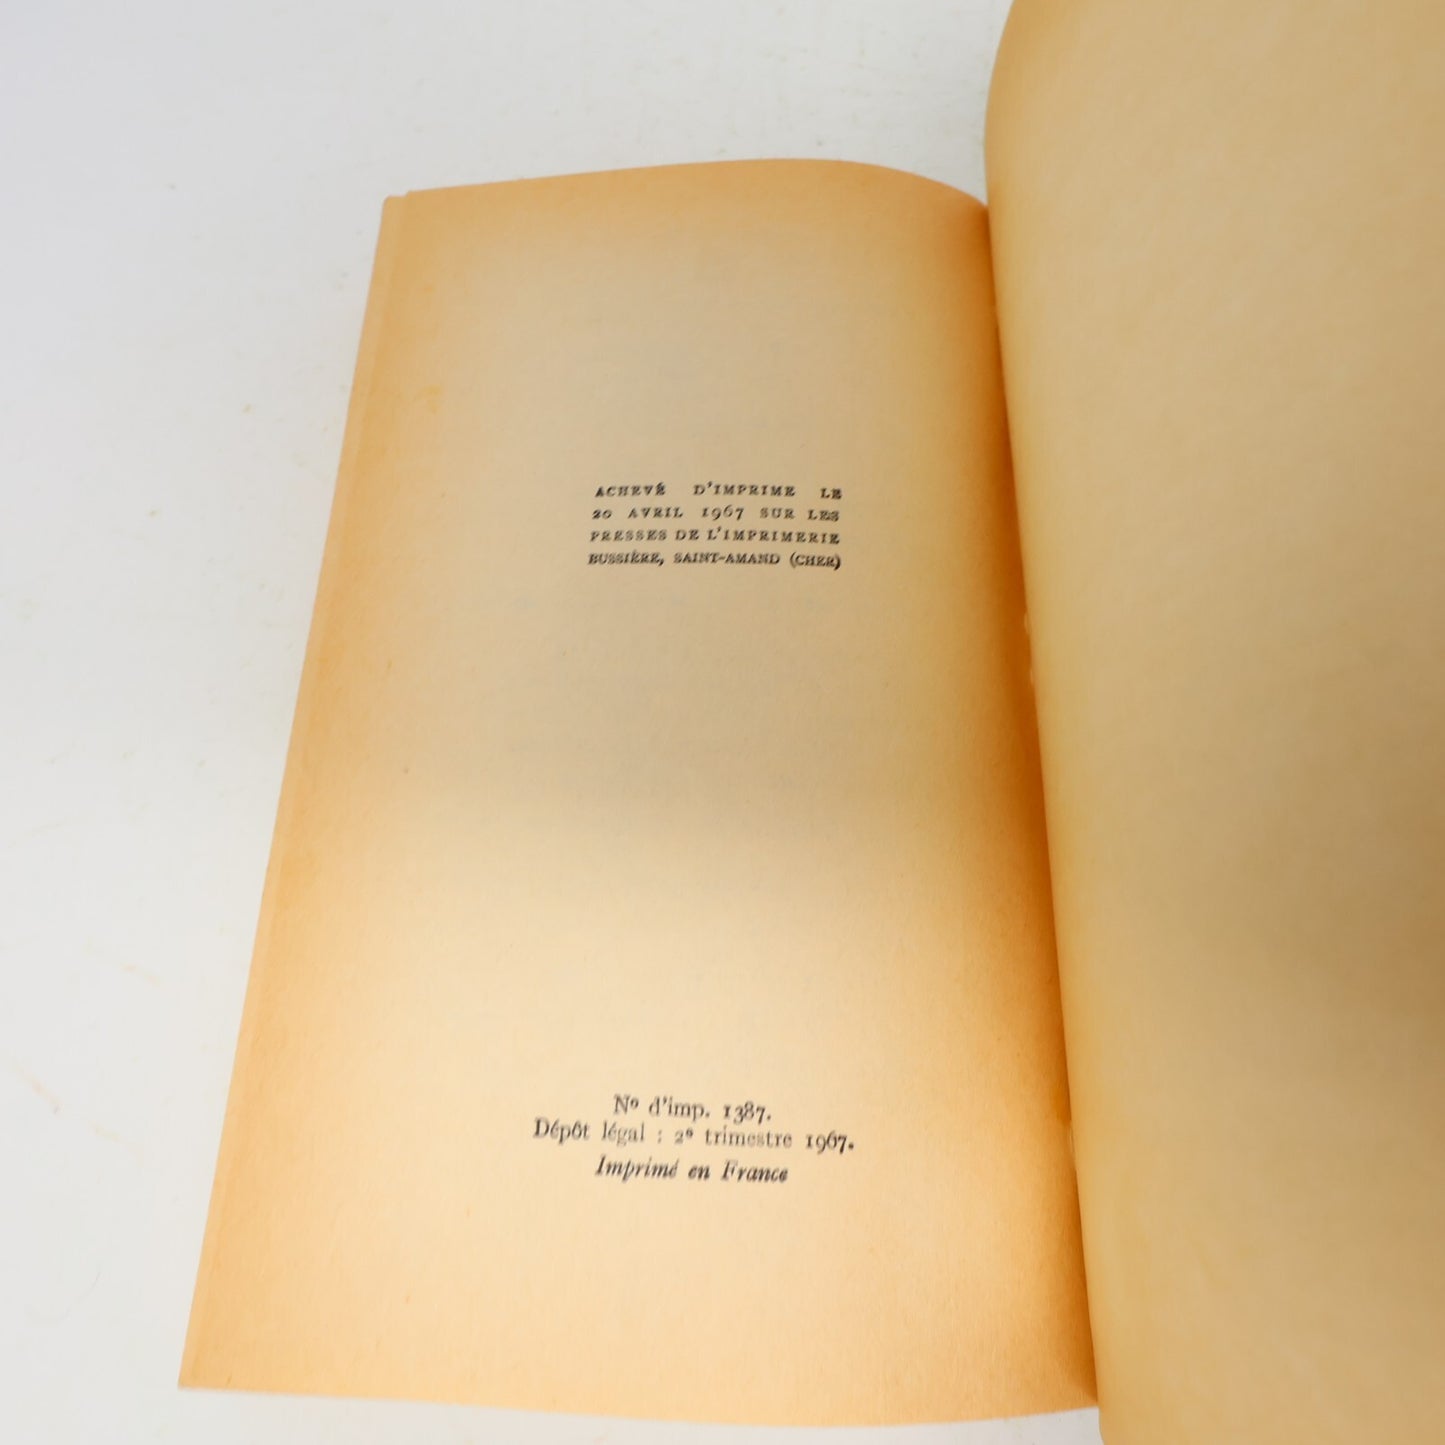 ACHEVÉ D'IMPRIME LE
20 AVRIL 1967 SUR LES
PRESSES DE L'IMPRIMERIE
BUSSIÈRE, SAINT-AMAND (CHER)
Nº d'imp. 1387.
Dépôt légal : 2e trimestre 1967.
Imprimé en France